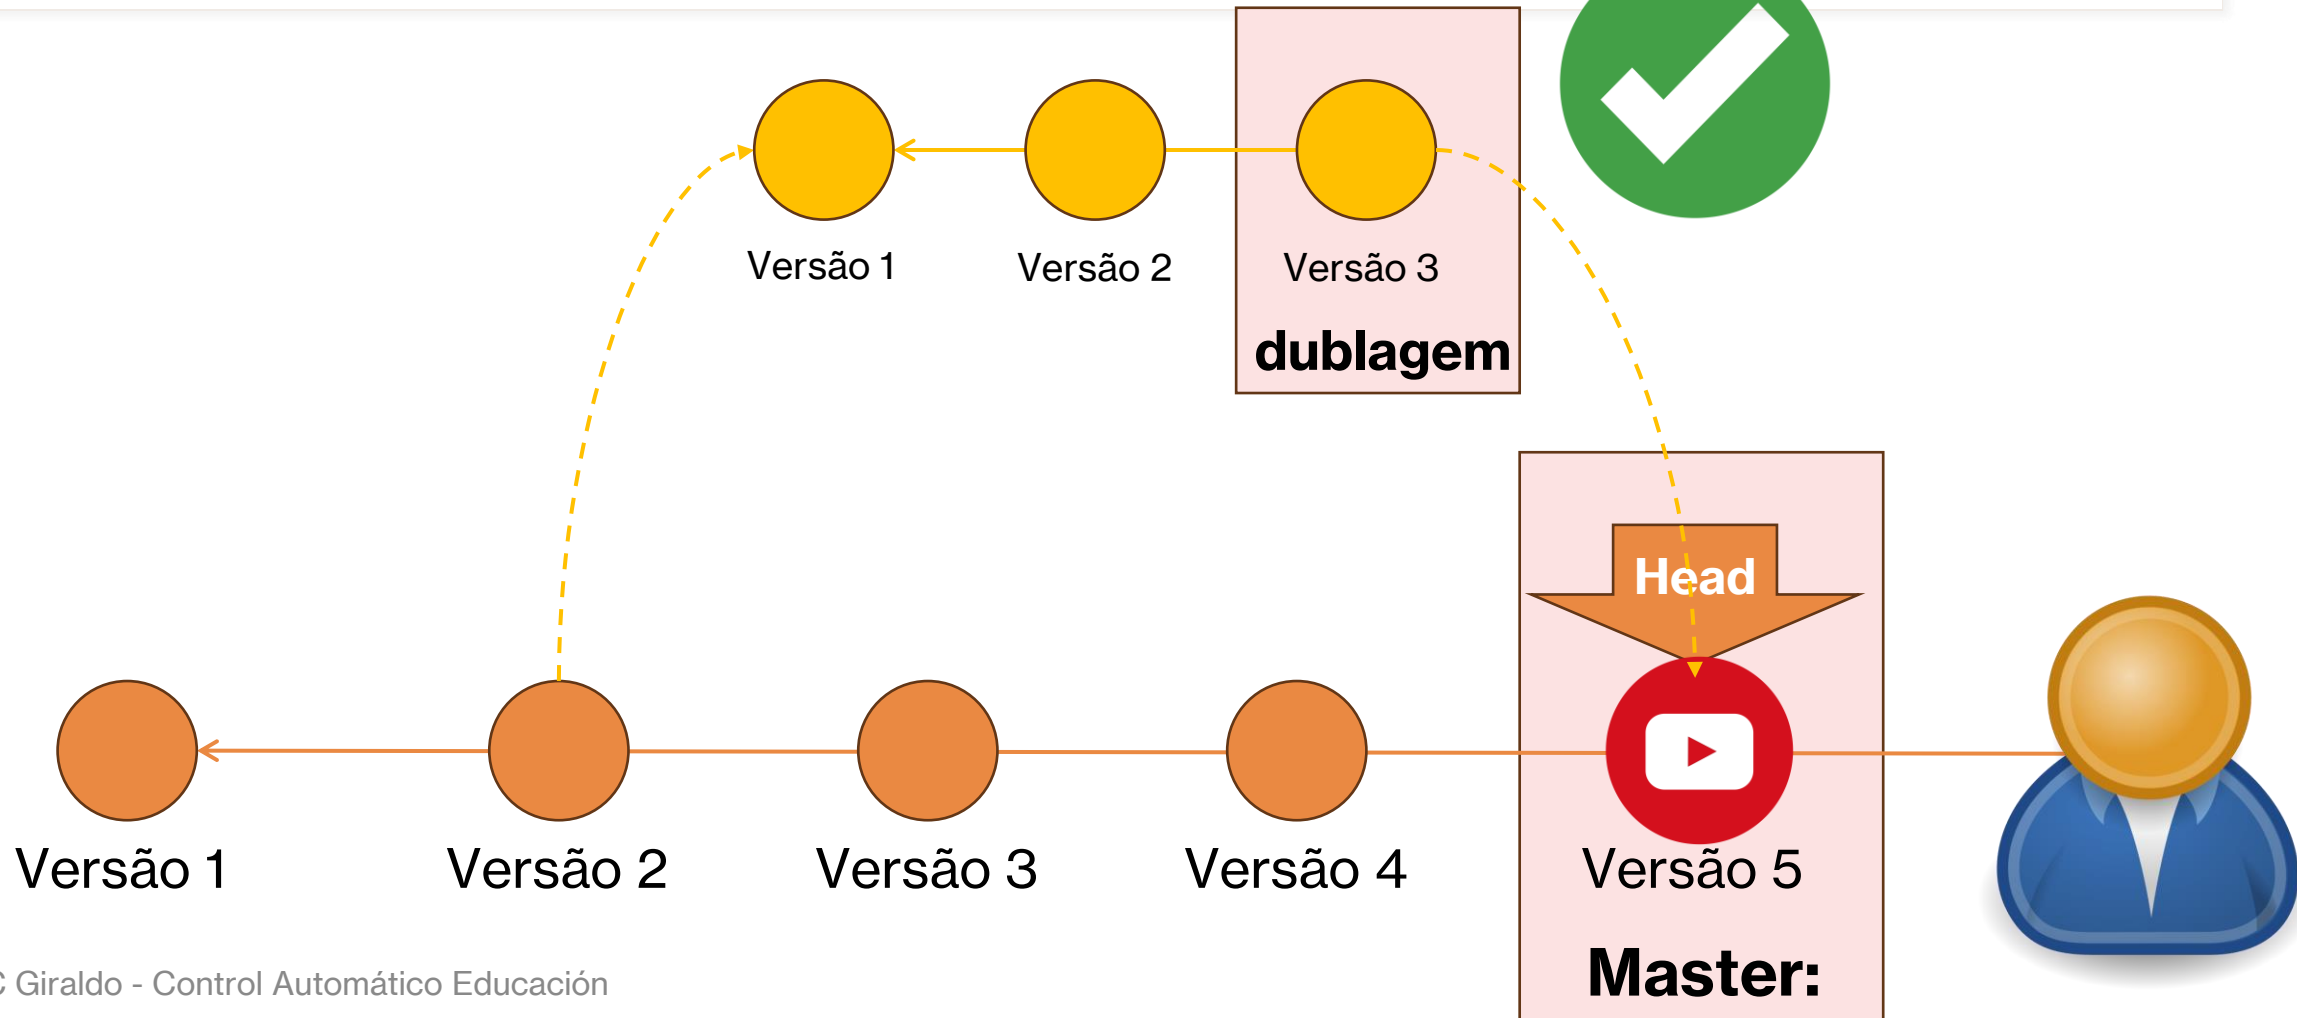 Versão 1
Versão 2
Versão 3
dublagem
Head
Versão 1
Versão 2
Versão 3
Versão 4
Versão 5
Master:
Giraldo - Control Automático Educación